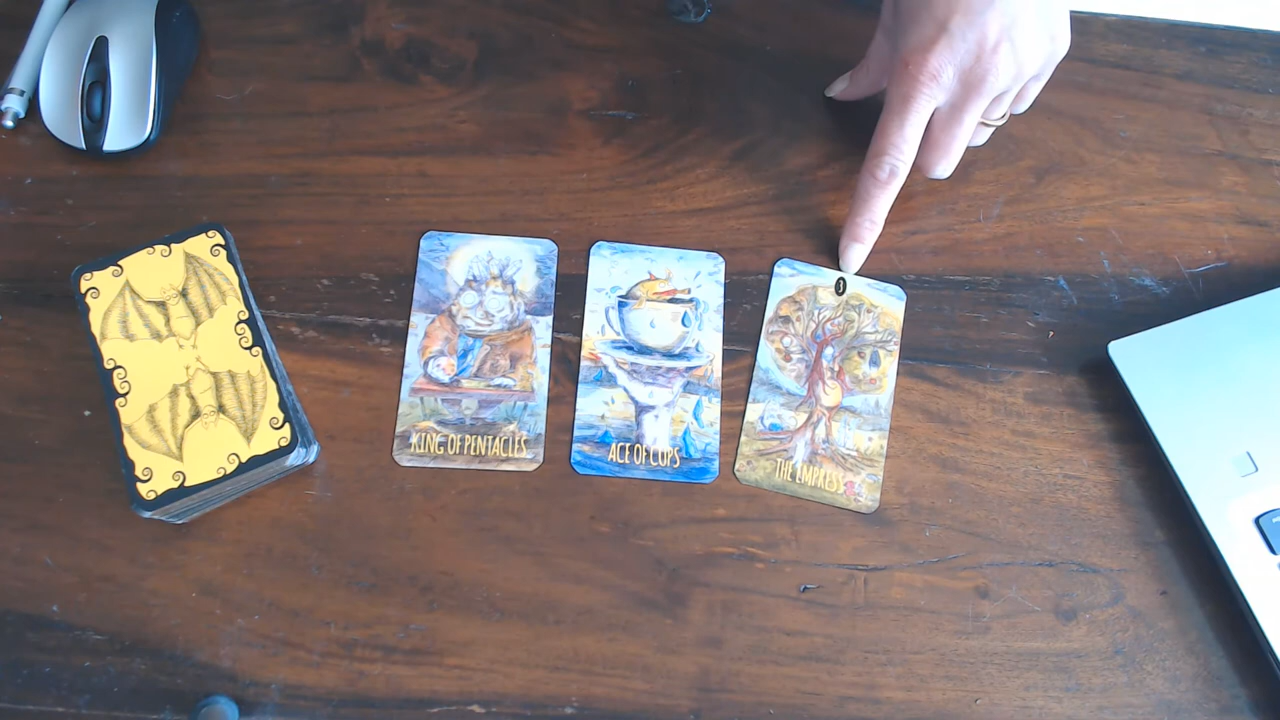 KING OF PENTACLES
ACE OF CUPS
3
THE EMPRESS